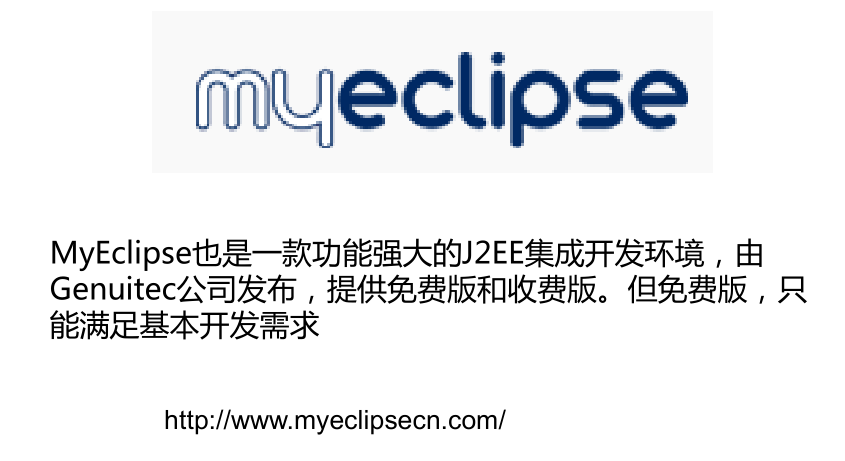 myeclipse
MyEclipse也是一款功能强大的J2EE集成开发环境，由
Genuitec公司发布，提供免费版和收费版。但免费版，只
能满足基本开发需求
http://www.myeclipsecn.com/